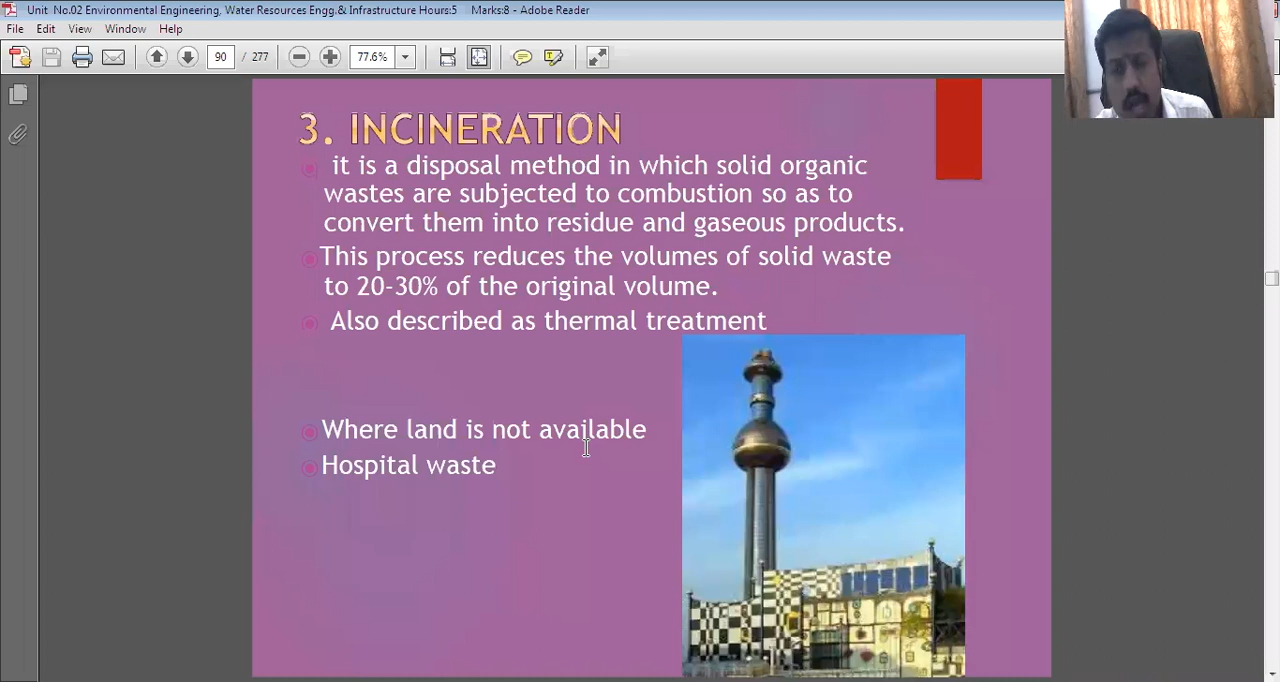 Unit No.02 Environmental Engineering, Water Resources Engg.& Infrastructure Hours:5 Marks:8 - Adobe Reader
File Edit View Window Help
90 / 277 77.6%
3. INCINERATION
it is a disposal method in which solid organic
wastes are subjected to combustion so as to
convert them into residue and gaseous products.
This process reduces the volumes of solid waste
to 20-30% of the original volume.
Also described as thermal treatment
Where land is not available
Hospital waste